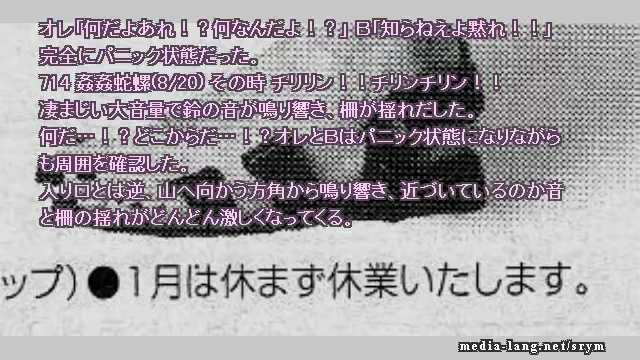 オレ「何だよあれ！？何なんだよ！？」 B「知らねえよ黙れ！！」
完全にパニック状態だった。
714 姦姦蛇螺(8/20) その時 チリリン！！チリンチリン！！
凄まじい大音量で鈴の音が鳴り響き、柵が揺れだした。
何だ…！？どこからだ…！？オレとBはパニック状態になりながら
も周囲を確認した。
入り口とは逆、山へ向かう方角から鳴り響き、近づいているのか音
と柵の揺れがどんどん激しくなってくる。
ップ）●1月は休まず休業いたします。
media-lang.net/srym